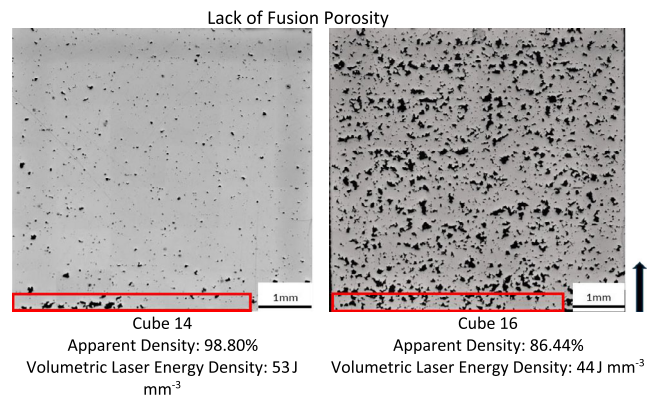 Lack of Fusion Porosity
1mm
1mm
Cube 14
Apparent Density: 98.80%
Volumetric Laser Energy Density: 53 J
mm-3
Cube 16
Apparent Density: 86.44%
Volumetric Laser Energy Density: 44 J mm-3